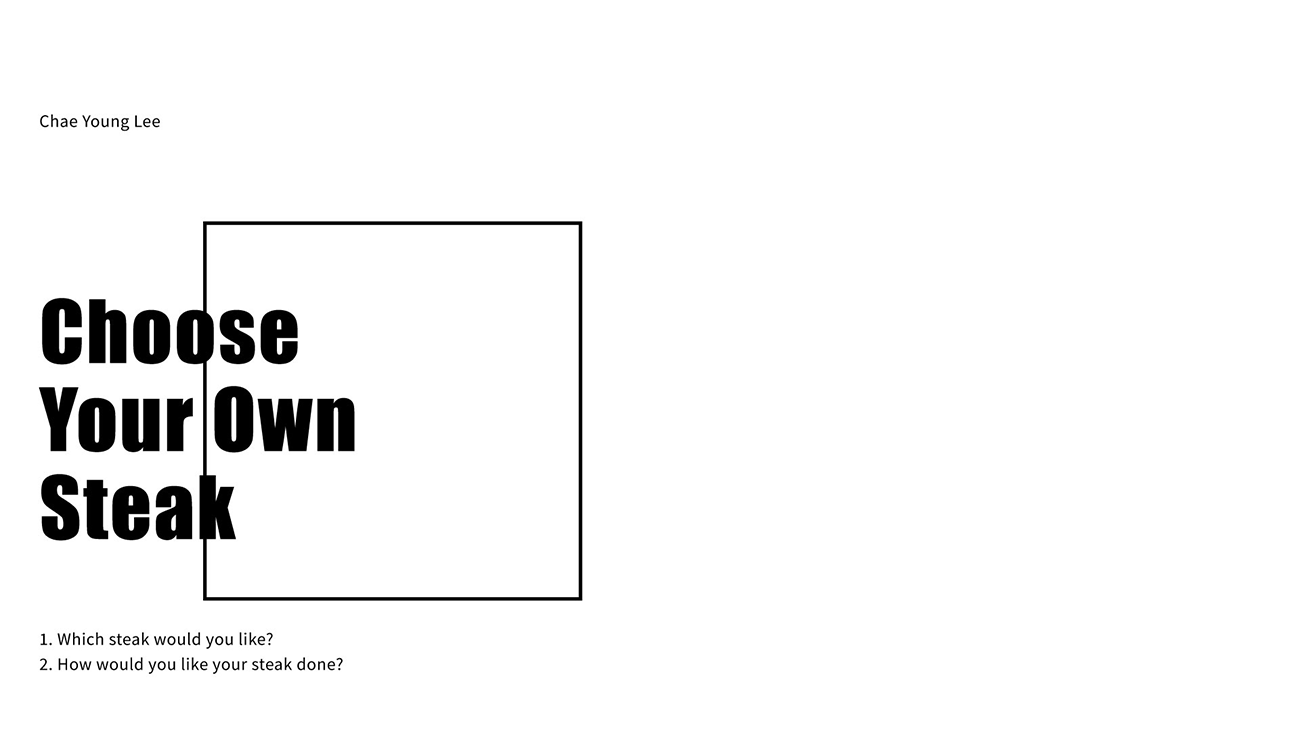 Chae Young Lee
Choose
Your Own
Steak
1. Which steak would you like?
2. How would you like your steak done?